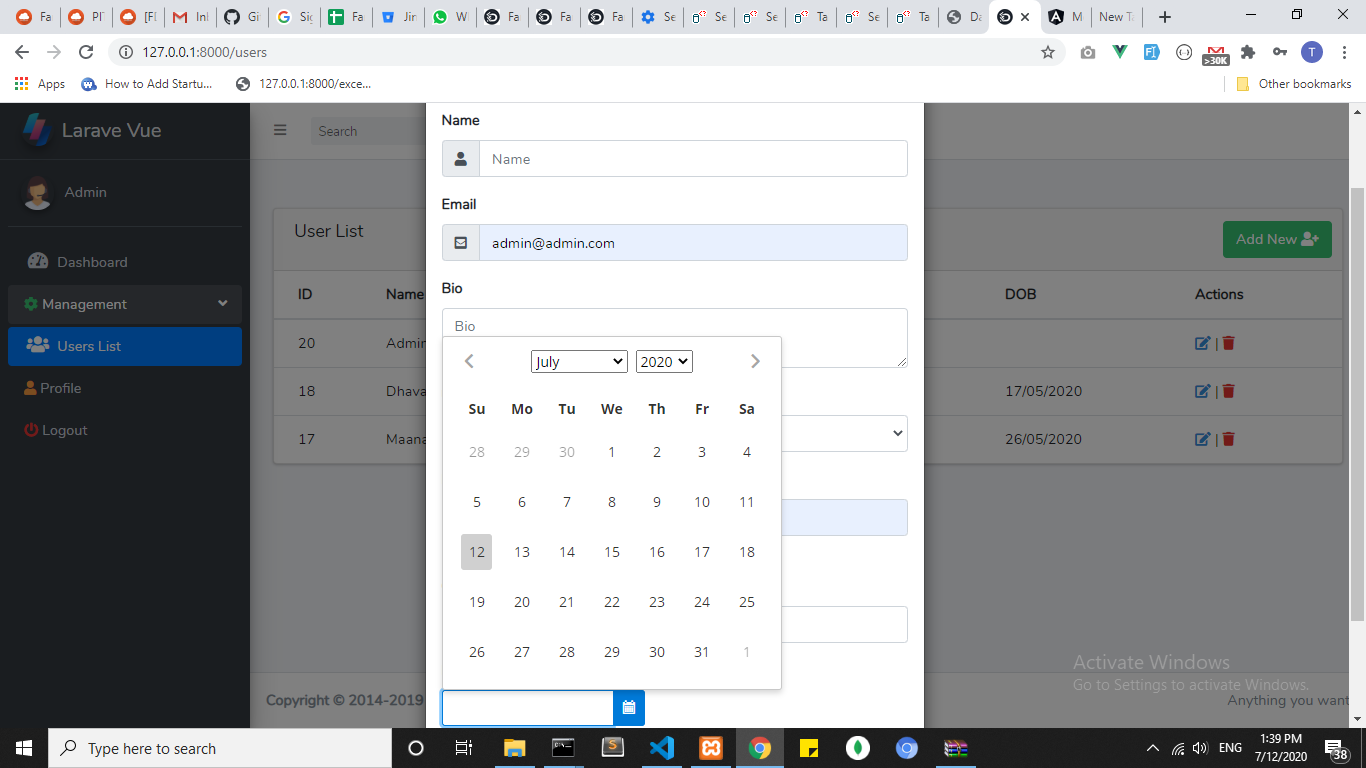 Fa
Pl
[Fl
Inl
Gi
Si
Fa
Jir
W
Fa
Fa
Fa
Se
Se
Se
Ta
Se
Ta
Da
M
New T
127.0.0.1:8000/users
>30K
T
Apps
How to Add Startu...
127.0.0.1:8000/exce...
Other bookmarks
Larave Vue
Search
Admin
Dashboard
Management
Users List
Profile
Logout
User List
Add New
ID Name DOB Actions
20 Admin |
18 Dhava 17/05/2020 |
17 Maana 26/05/2020 |
Name
Name
Email
admin@admin.com
Bio
Bio
July 2020
Su Mo Tu We Th Fr Sa
28 29 30 1 2 3 4
5 6 7 8 9 10 11
12 13 14 15 16 17 18
19 20 21 22 23 24 25
26 27 28 29 30 31 1
Activate Windows
Go to Settings to activate Windows.
Copyright © 2014-2019
Anything you want
Type here to search
ENG
1:39 PM
7/12/2020
38